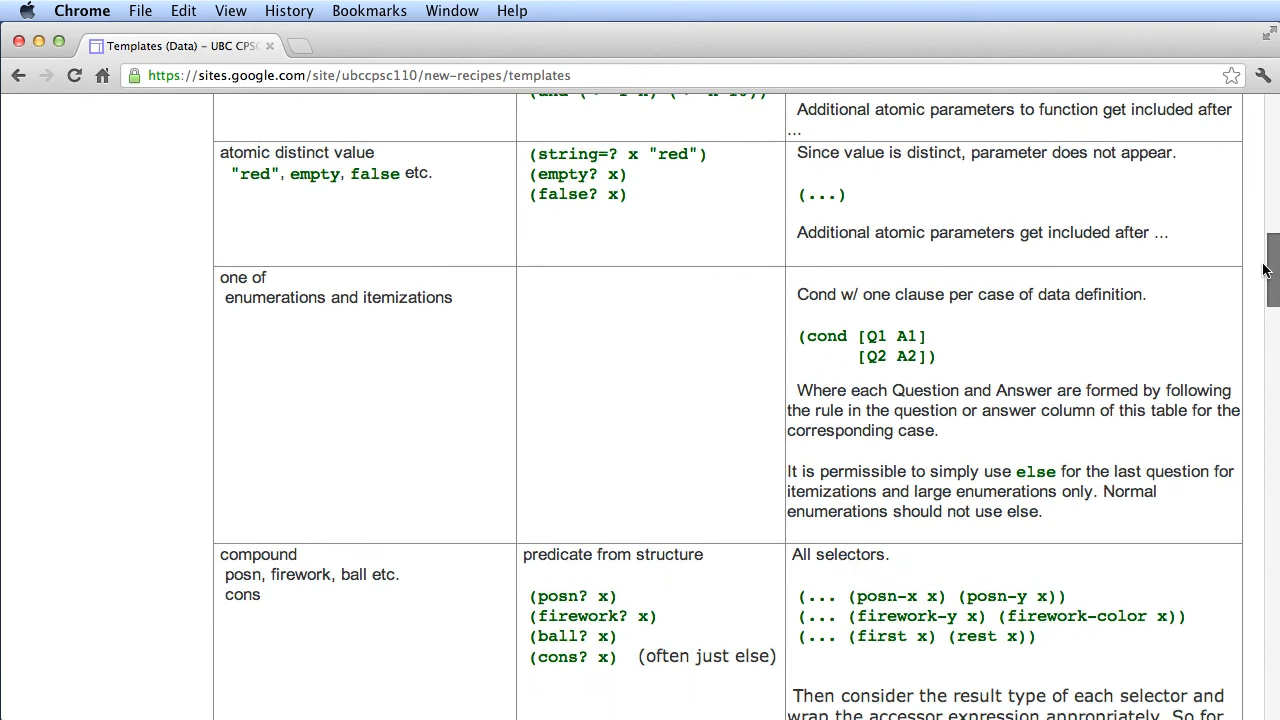 Chrome File Edit View History Bookmarks Window Help
Templates (Data) – UBC CPSC
https://sites.google.com/site/ubccpsc110/new-recipes/templates
Additional atomic parameters to function get included after
...
atomic distinct value
"red", empty, false etc.
(string=? x "red")
(empty? x)
(false? x)
Since value is distinct, parameter does not appear.
(...)
Additional atomic parameters get included after ...
one of
enumerations and itemizations
Cond w/ one clause per case of data definition.
(cond [Q1 A1]
[Q2 A2])
Where each Question and Answer are formed by following
the rule in the question or answer column of this table for the
corresponding case.
It is permissible to simply use else for the last question for
itemizations and large enumerations only. Normal
enumerations should not use else.
compound
posn, firework, ball etc.
cons
predicate from structure
(posn? x)
(firework? x)
(ball? x)
(cons? x) (often just else)
All selectors.
(... (posn-x x) (posn-y x))
(... (firework-y x) (firework-color x))
(... (first x) (rest x))
Then consider the result type of each selector and
wrap the accessor expression appropriately. So for